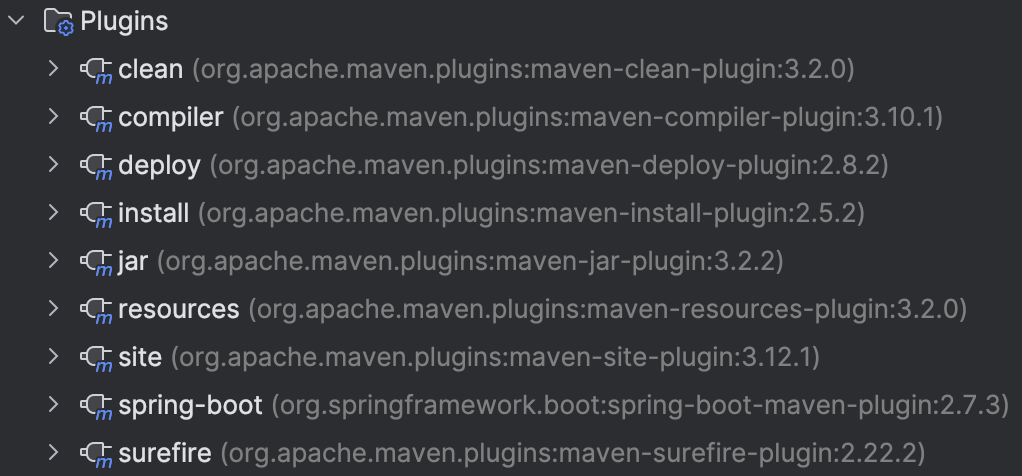 Plugins
clean (org.apache.maven.plugins:maven-clean-plugin:3.2.0)
compiler (org.apache.maven.plugins:maven-compiler-plugin:3.10.1)
deploy (org.apache.maven.plugins:maven-deploy-plugin:2.8.2)
install (org.apache.maven.plugins:maven-install-plugin:2.5.2)
jar (org.apache.maven.plugins:maven-jar-plugin:3.2.2)
resources (org.apache.maven.plugins:maven-resources-plugin:3.2.0)
site (org.apache.maven.plugins:maven-site-plugin:3.12.1)
spring-boot (org.springframework.boot:spring-boot-maven-plugin:2.7.3)
surefire (org.apache.maven.plugins:maven-surefire-plugin:2.22.2)